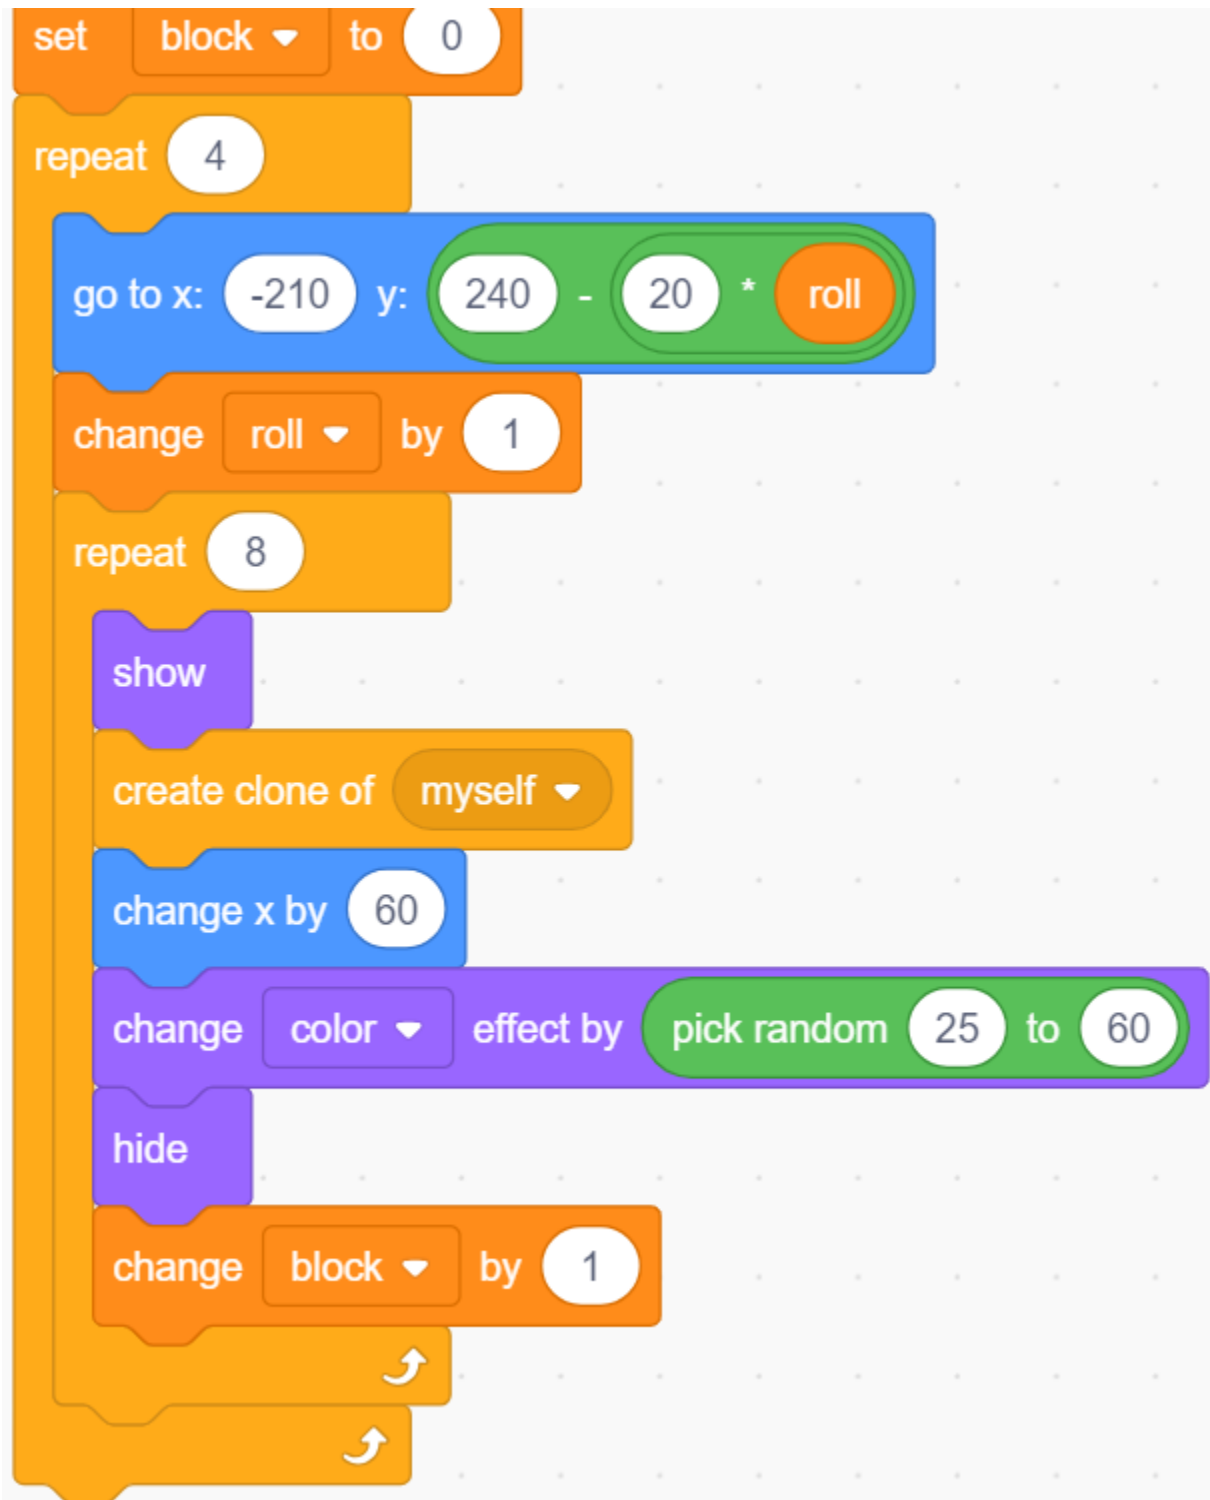 set block to 0
repeat 4
go to x: -210 y: 240 - 20 * roll
change roll by 1
repeat 8
show
create clone of myself
change x by 60
change color effect by pick random 25 to 60
hide
change block by 1